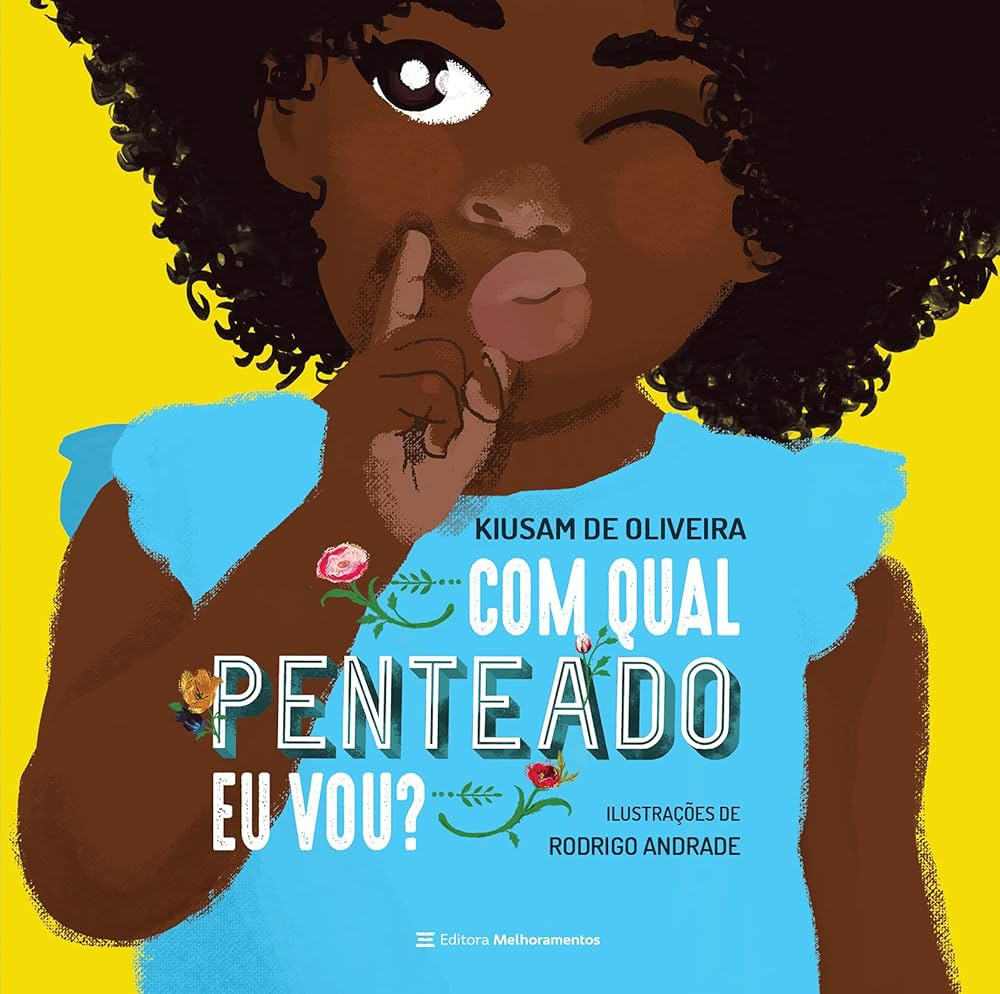 KIUSAM DE OLIVEIRA
COM QUAL
PENTEADO
EU VOU?
ILUSTRAÇÕES DE
RODRIGO ANDRADE
Editora Melhoramentos